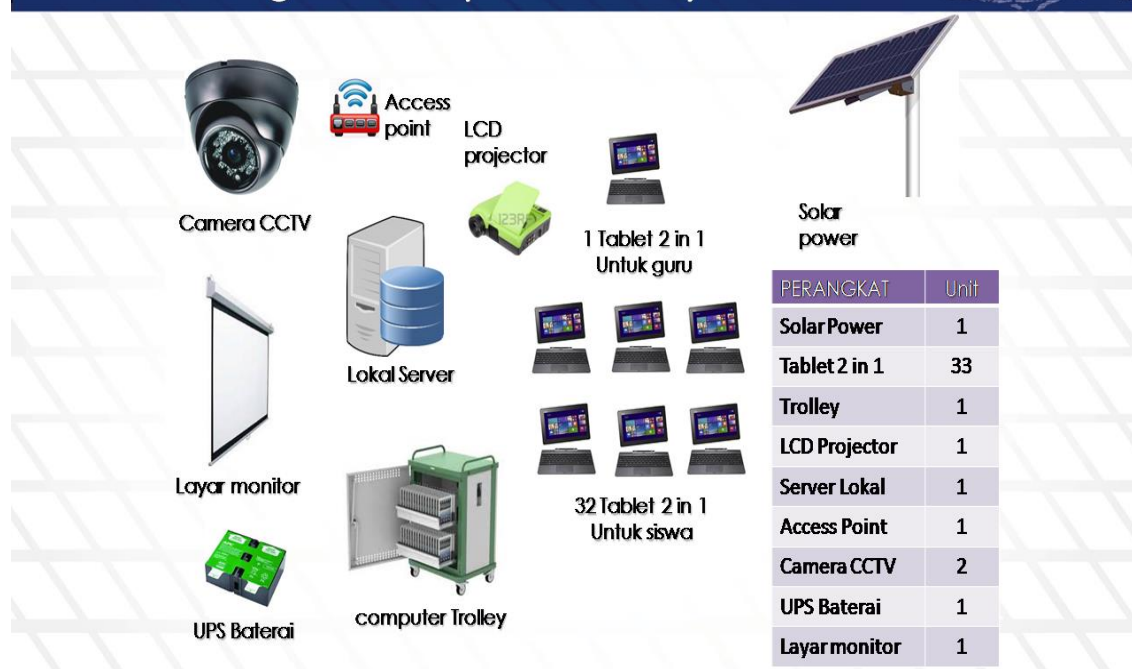 Access
point
LCD
projector
Camera CCTV
1 Tablet 2 in 1
Untuk guru
Solar
power
Lokal Server
Layar monitor
32 Tablet 2 in 1
Untuk siswa
UPS Baterai
computer Trolley
PERANGKAT Unit
Solar Power 1
Tablet 2 in 1 33
Trolley 1
LCD Projector 1
Server Lokal 1
Access Point 1
Camera CCTV 2
UPS Baterai 1
Layar monitor 1